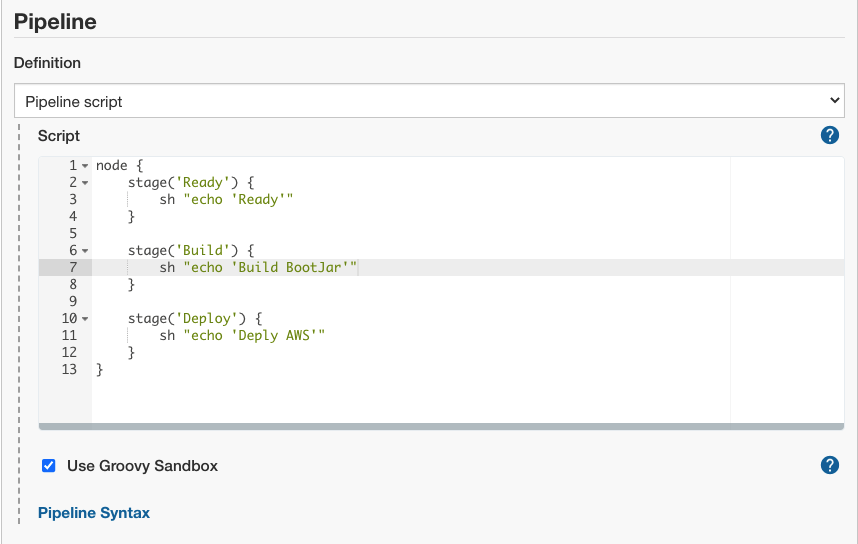 Pipeline
Definition
Pipeline script
Script
?
1 node {
2     stage('Ready') {
3         sh "echo 'Ready'"
4     }
5
6     stage('Build') {
7         sh "echo 'Build BootJar'"
8     }
9
10     stage('Deploy') {
11         sh "echo 'Deply AWS'"
12     }
13 }
Use Groovy Sandbox
?
Pipeline Syntax